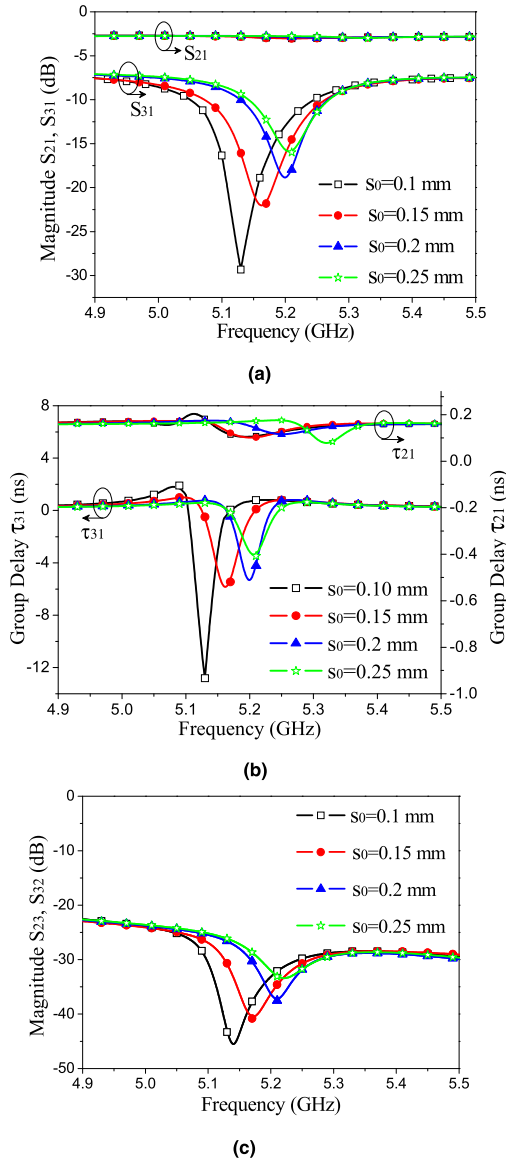 Magnitude S21, S31 (dB)
0
-5
-10
-15
-20
-25
-30
S21
S31
s0=0.1 mm
s0=0.15 mm
s0=0.2 mm
s0=0.25 mm
4.9 5.0 5.1 5.2 5.3 5.4 5.5
Frequency (GHz)
(a)
Group Delay τ31 (ns)
8
4
0
-4
-8
-12
0.2
0.0
-0.2
-0.4
-0.6
-0.8
-1.0
Group Delay τ21 (ns)
τ21
τ31
s0=0.10 mm
s0=0.15 mm
s0=0.2 mm
s0=0.25 mm
4.9 5.0 5.1 5.2 5.3 5.4 5.5
Frequency (GHz)
(b)
Magnitude S23, S32 (dB)
0
-10
-20
-30
-40
-50
s0=0.1 mm
s0=0.15 mm
s0=0.2 mm
s0=0.25 mm
4.9 5.0 5.1 5.2 5.3 5.4 5.5
Frequency (GHz)
(c)